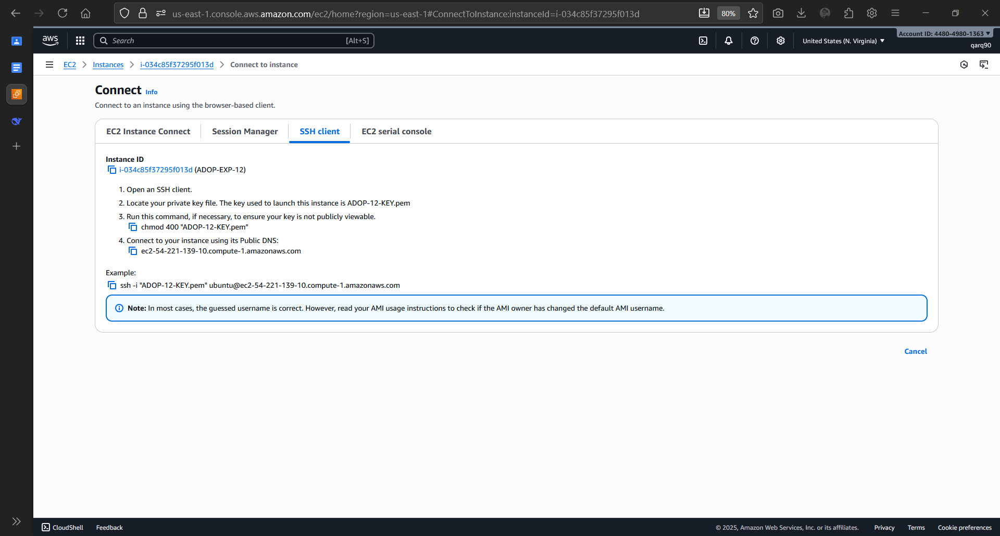 us-east-1.console.aws.amazon.com/ec2/home?region=us-east-1#ConnectToInstance:instanceId=i-034c85f37295f013d
80%
aws
Search
[Alt+S]
United States (N. Virginia)
Account ID: 4480-4980-1363
qarq90
EC2
Instances
i-034c85f37295f013d
Connect to instance
Connect Info
Connect to an instance using the browser-based client.
EC2 Instance Connect
Session Manager
SSH client
EC2 serial console
Instance ID
i-034c85f37295f013d (ADOP-EXP-12)
1. Open an SSH client.
2. Locate your private key file. The key used to launch this instance is ADOP-12-KEY.pem
3. Run this command, if necessary, to ensure your key is not publicly viewable.
chmod 400 "ADOP-12-KEY.pem"
4. Connect to your instance using its Public DNS:
ec2-54-221-139-10.compute-1.amazonaws.com
Example:
ssh -i "ADOP-12-KEY.pem" ubuntu@ec2-54-221-139-10.compute-1.amazonaws.com
Note: In most cases, the guessed username is correct. However, read your AMI usage instructions to check if the AMI owner has changed the default AMI username.
Cancel
CloudShell
Feedback
© 2025, Amazon Web Services, Inc. or its affiliates.
Privacy
Terms
Cookie preferences